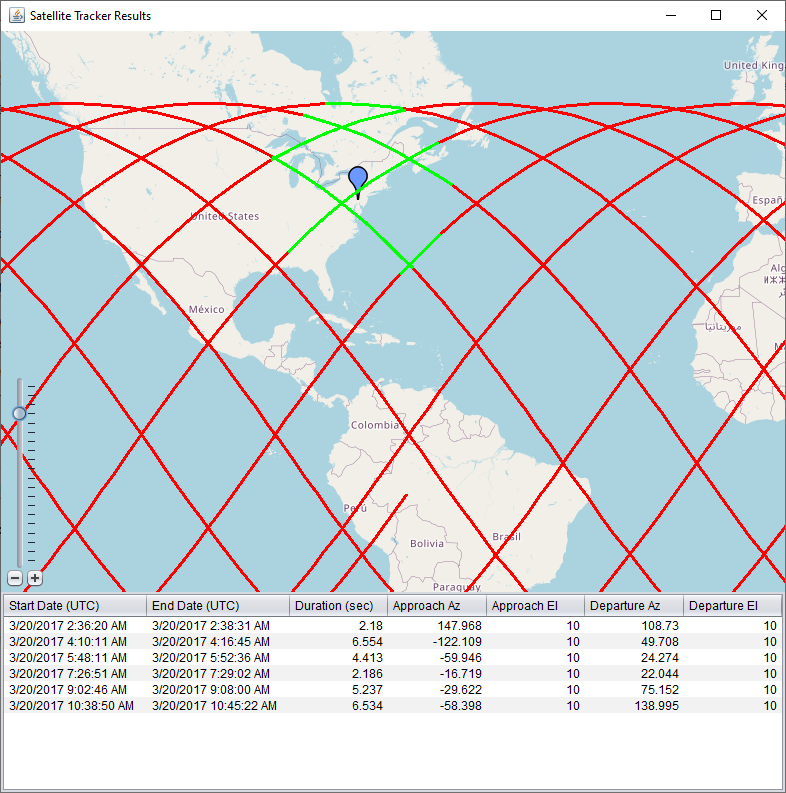 Satellite Tracker Results
United King
United States
España
México
موريتانيا
Colombia
Perú
Brasil
Bolivia
Paraguay
Start Date (UTC) End Date (UTC) Duration (sec) Approach Az Approach El Departure Az Departure El
3/20/2017 2:36:20 AM 3/20/2017 2:38:31 AM 2.18 147.968 10 108.73 10
3/20/2017 4:10:11 AM 3/20/2017 4:16:45 AM 6.554 -122.109 10 49.708 10
3/20/2017 5:48:11 AM 3/20/2017 5:52:36 AM 4.413 -59.946 10 24.274 10
3/20/2017 7:26:51 AM 3/20/2017 7:29:02 AM 2.186 -16.719 10 22.044 10
3/20/2017 9:02:46 AM 3/20/2017 9:08:00 AM 5.237 -29.622 10 75.152 10
3/20/2017 10:38:50 AM 3/20/2017 10:45:22 AM 6.534 -58.398 10 138.995 10